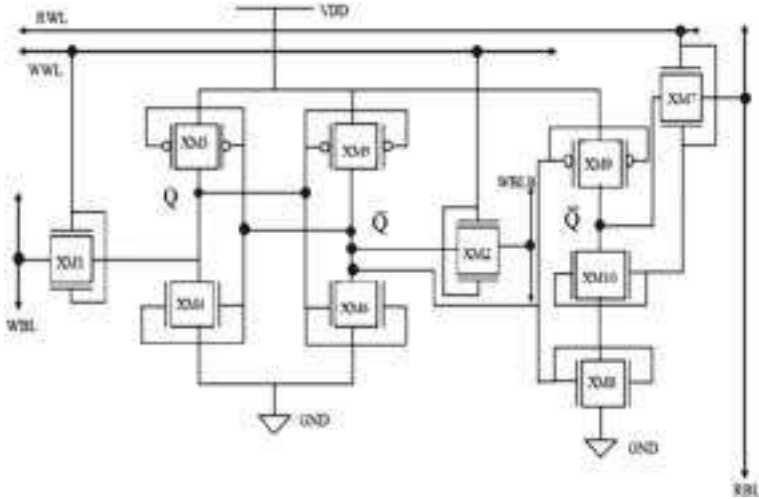 RWL
VDD
WWL
XM7
XM3
XM5
XM9
WBLB
Q
Q̄
Q̄
XM1
XM2
XM10
XM4
XM6
WBL
XM8
GND
GND
RBL